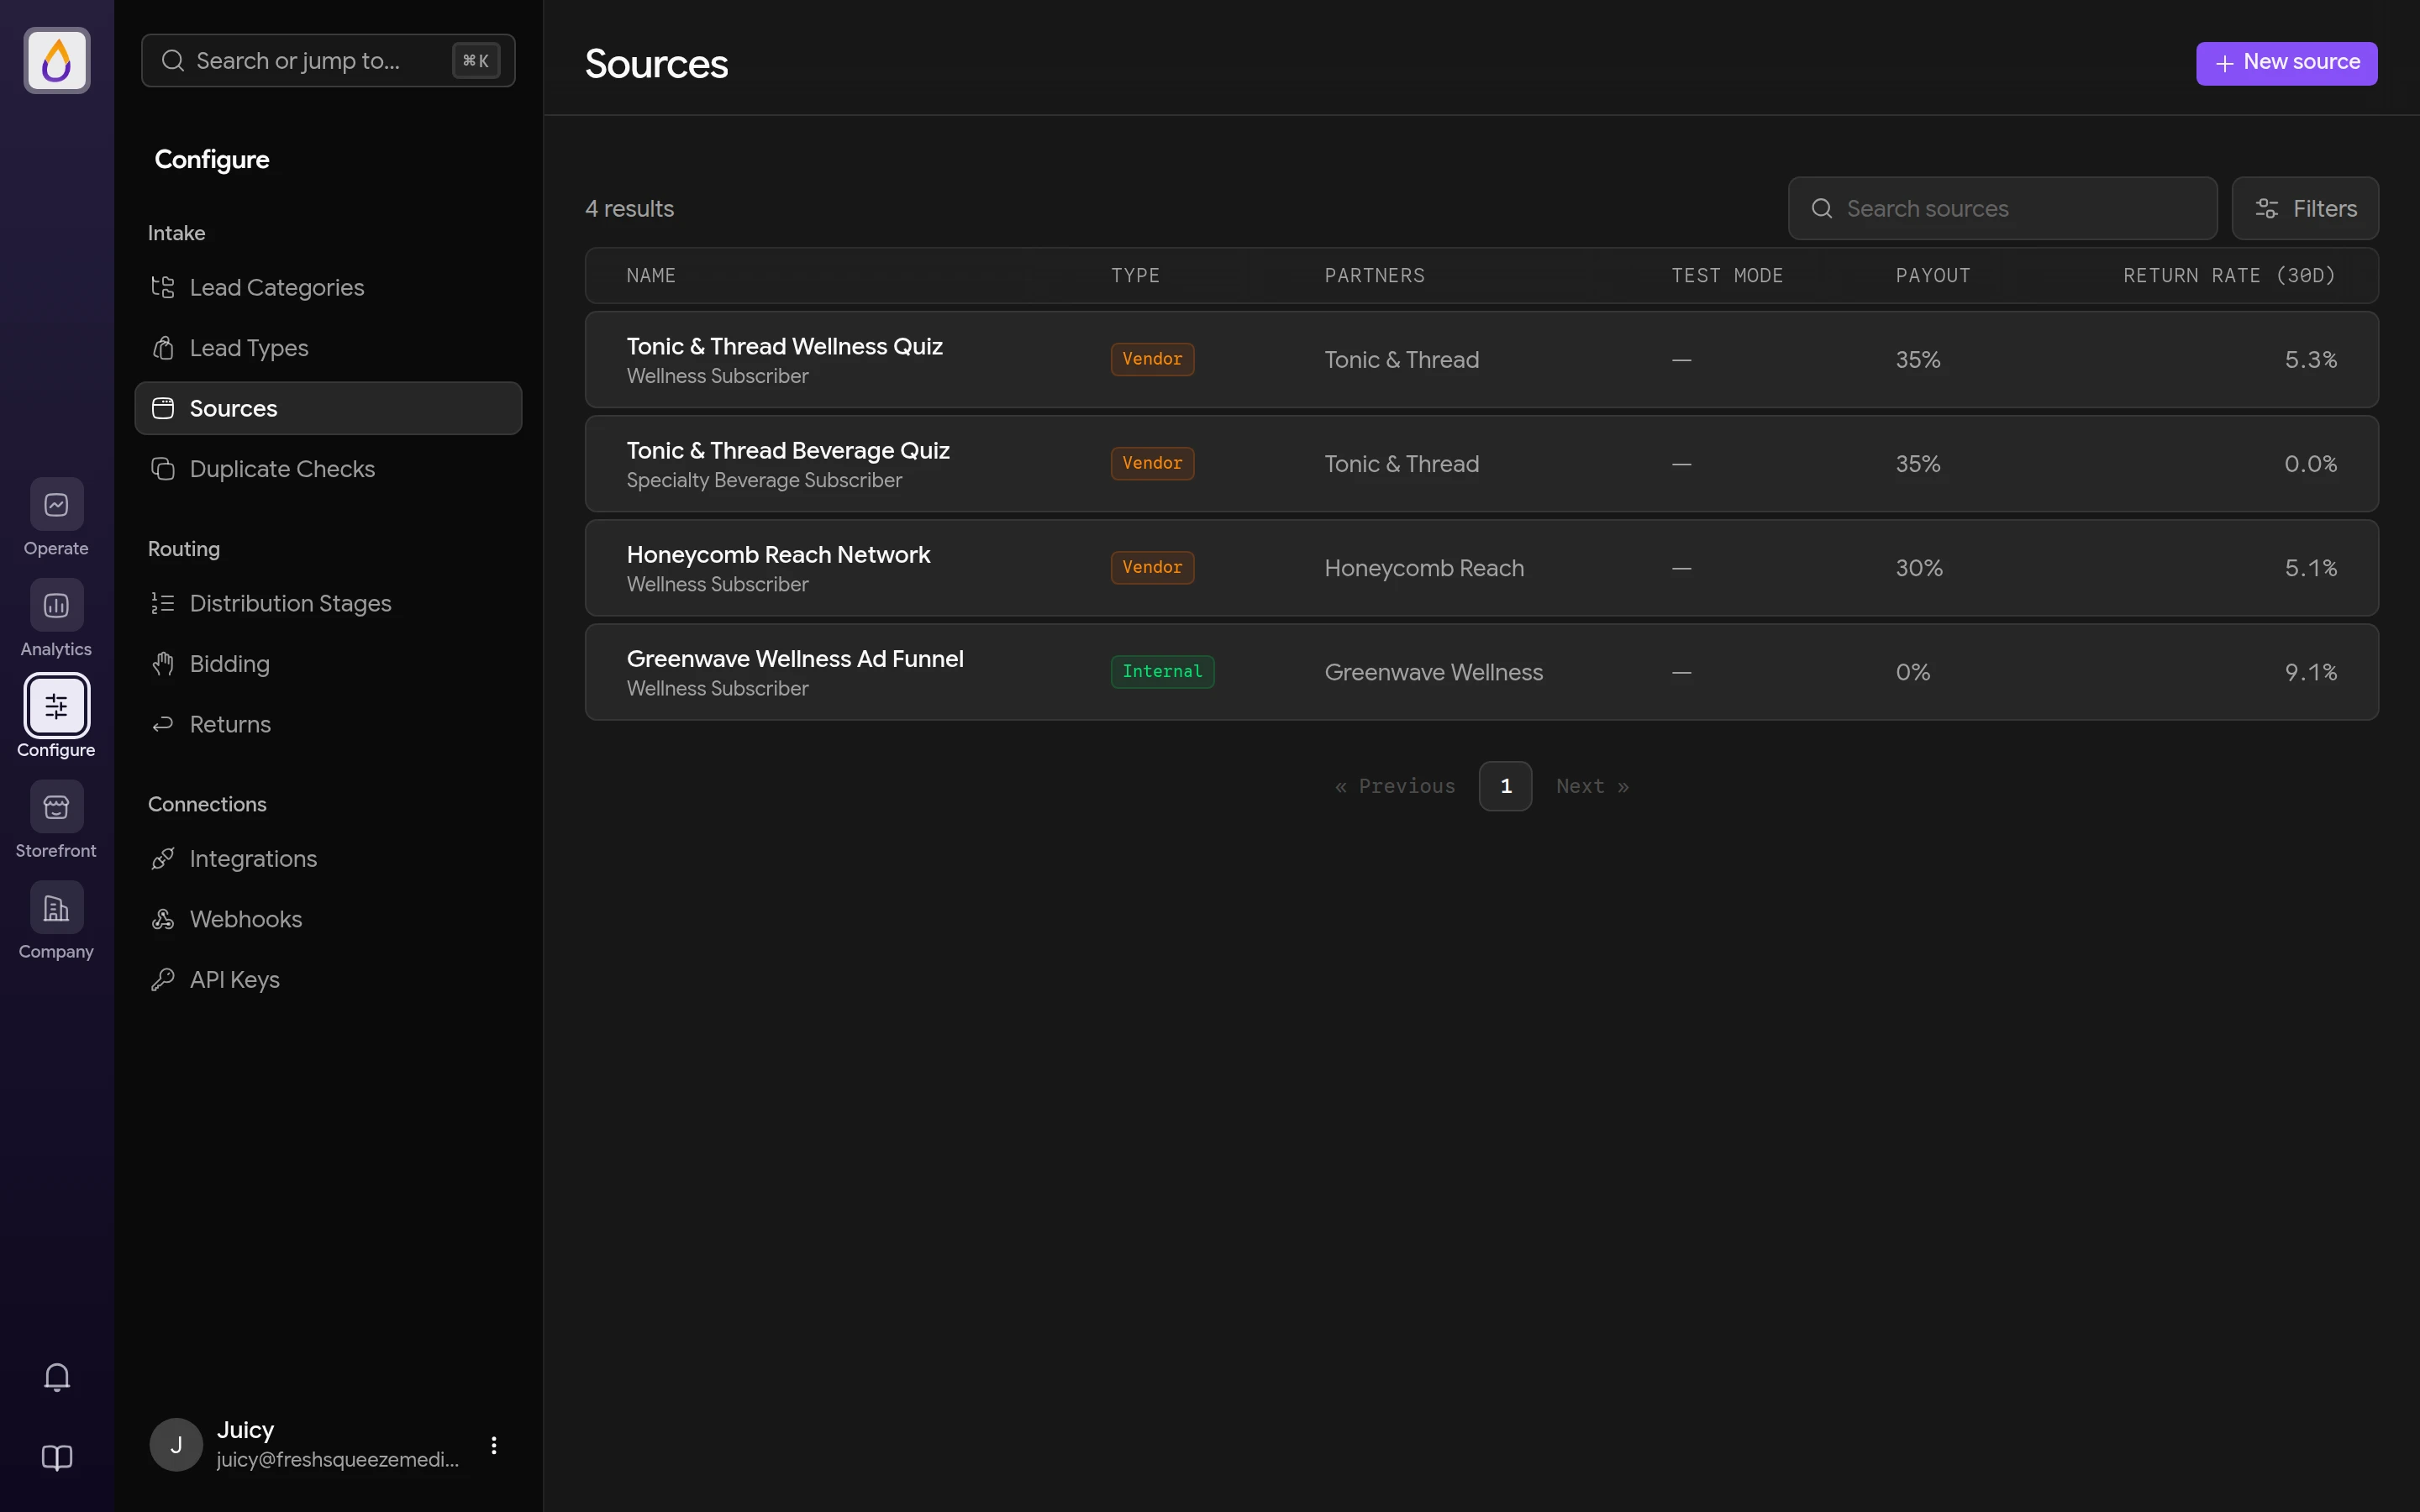 Search or jump to...
⌘K
Configure
Intake
Lead Categories
Lead Types
Sources
Duplicate Checks
Routing
Distribution Stages
Bidding
Returns
Connections
Integrations
Webhooks
API Keys
Operate
Analytics
Configure
Storefront
Company
J
Juicy
juicy@freshsqueezemedi...
Sources
New source
4 results
Search sources
Filters
NAME TYPE PARTNERS TEST MODE PAYOUT RETURN RATE (30D)
Tonic & Thread Wellness Quiz
Wellness Subscriber
Vendor Tonic & Thread — 35% 5.3%
Tonic & Thread Beverage Quiz
Specialty Beverage Subscriber
Vendor Tonic & Thread — 35% 0.0%
Honeycomb Reach Network
Wellness Subscriber
Vendor Honeycomb Reach — 30% 5.1%
Greenwave Wellness Ad Funnel
Wellness Subscriber
Internal Greenwave Wellness — 0% 9.1%
« Previous 1 Next »